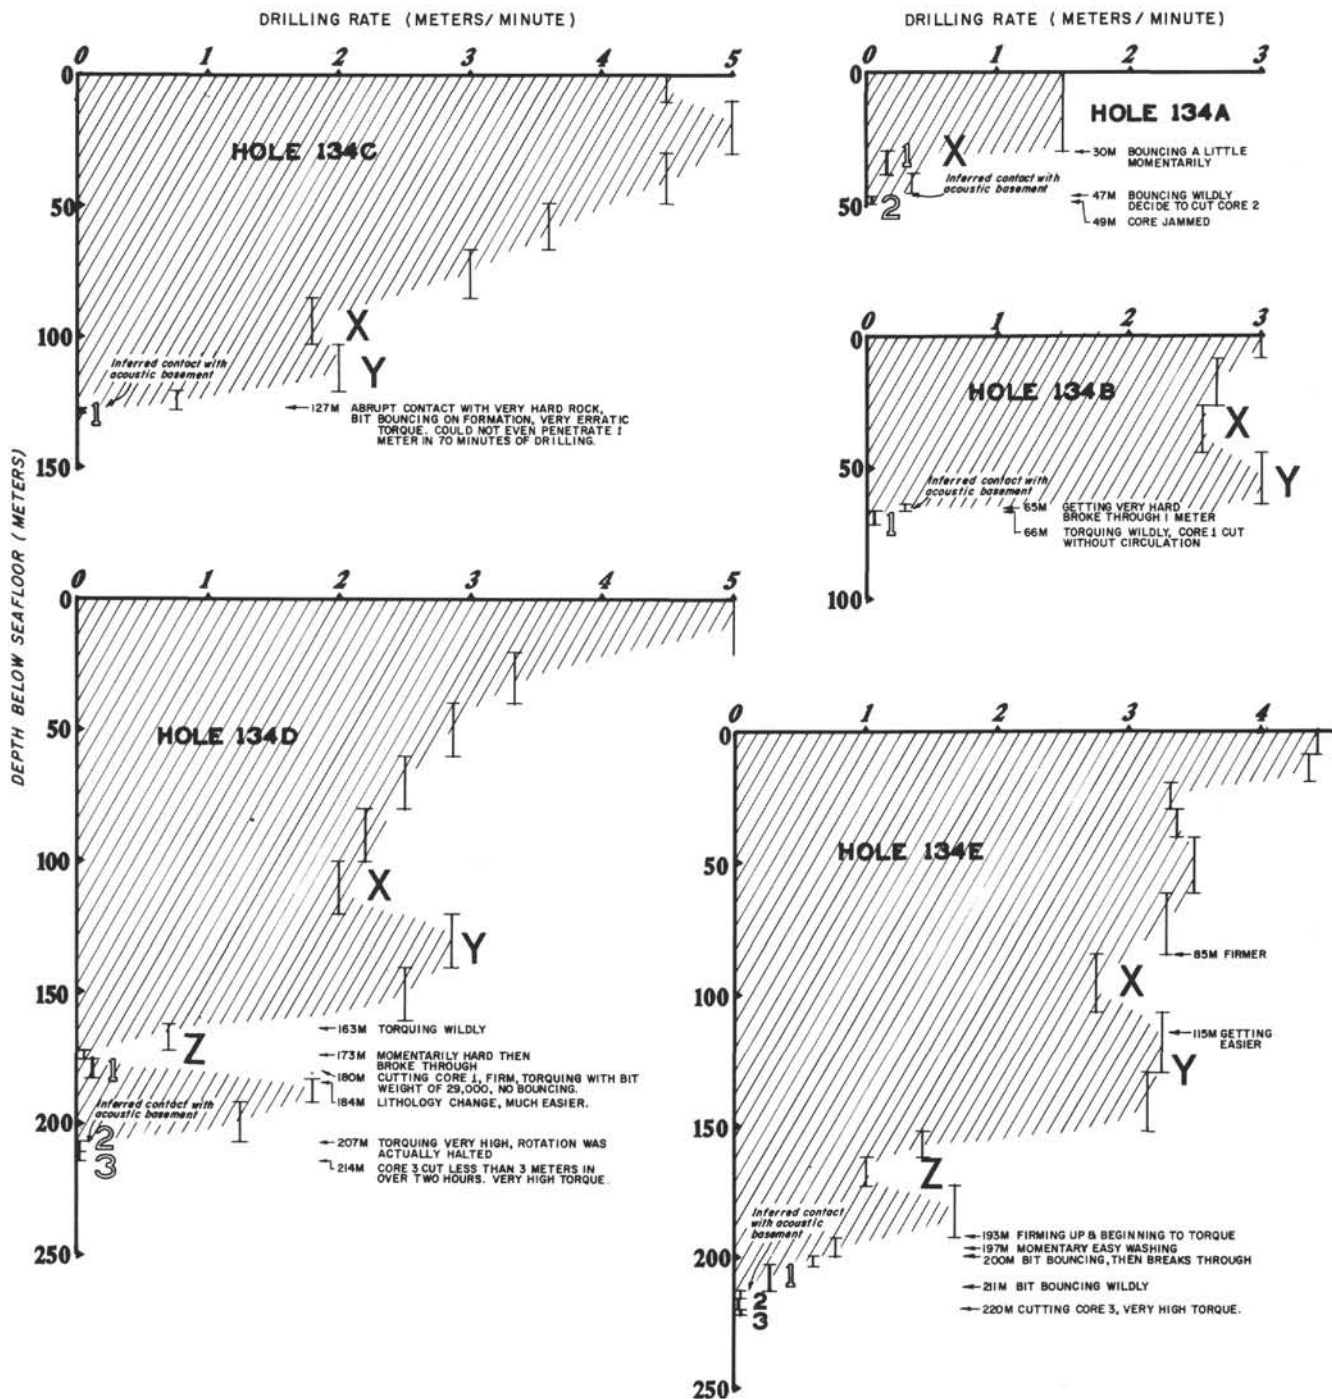 DRILLING RATE (METERS/MINUTE)
0 1 2 3 4 5
0
50
100
150
HOLE 134C
X
Y
Inferred contact with
acoustic basement
1
127M ABRUPT CONTACT WITH VERY HARD ROCK,
BIT BOUNCING ON FORMATION, VERY ERRATIC
TORQUE. COULD NOT EVEN PENETRATE 1
METER IN 70 MINUTES OF DRILLING.
DRILLING RATE (METERS/MINUTE)
0 1 2 3
0
50
HOLE 134A
X
1
Inferred contact with
acoustic basement
2
30M BOUNCING A LITTLE
MOMENTARILY
47M BOUNCING WILDLY
DECIDE TO CUT CORE 2
49M CORE JAMMED
0 1 2 3
0
50
100
HOLE 134B
X
Y
Inferred contact with
acoustic basement
1
65M GETTING VERY HARD
BROKE THROUGH 1 METER
66M TORQUING WILDLY, CORE 1 CUT
WITHOUT CIRCULATION
DEPTH BELOW SEAFLOOR (METERS)
0 1 2 3 4 5
0
50
100
150
200
250
HOLE 134D
X
Y
Z
1
Inferred contact with
acoustic basement
2
3
163M TORQUING WILDLY
173M MOMENTARILY HARD THEN
BROKE THROUGH
180M CUTTING CORE 1, FIRM, TORQUING WITH BIT
WEIGHT OF 29,000, NO BOUNCING.
184M LITHOLOGY CHANGE, MUCH EASIER.
207M TORQUING VERY HIGH, ROTATION WAS
ACTUALLY HALTED
214M CORE 3 CUT LESS THAN 3 METERS IN
OVER TWO HOURS. VERY HIGH TORQUE.
0 1 2 3 4
0
50
100
150
200
250
HOLE 134E
85M FIRMER
X
115M GETTING
EASIER
Y
Z
Inferred contact
with acoustic
basement
1
2
3
193M FIRMING UP & BEGINNING TO TORQUE
197M MOMENTARY EASY WASHING
200M BIT BOUNCING, THEN BREAKS THROUGH
211M BIT BOUNCING WILDLY
220M CUTTING CORE 3, VERY HIGH TORQUE.